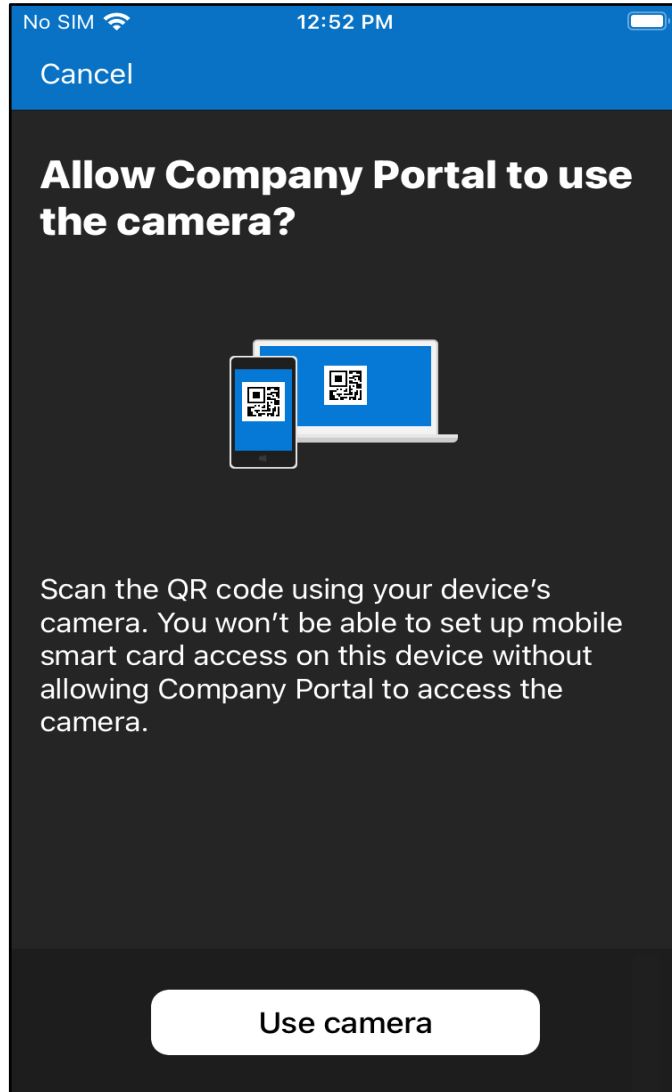 No SIM 12:52 PM
Cancel
Allow Company Portal to use
the camera?
Scan the QR code using your device’s
camera. You won’t be able to set up mobile
smart card access on this device without
allowing Company Portal to access the
camera.
Use camera